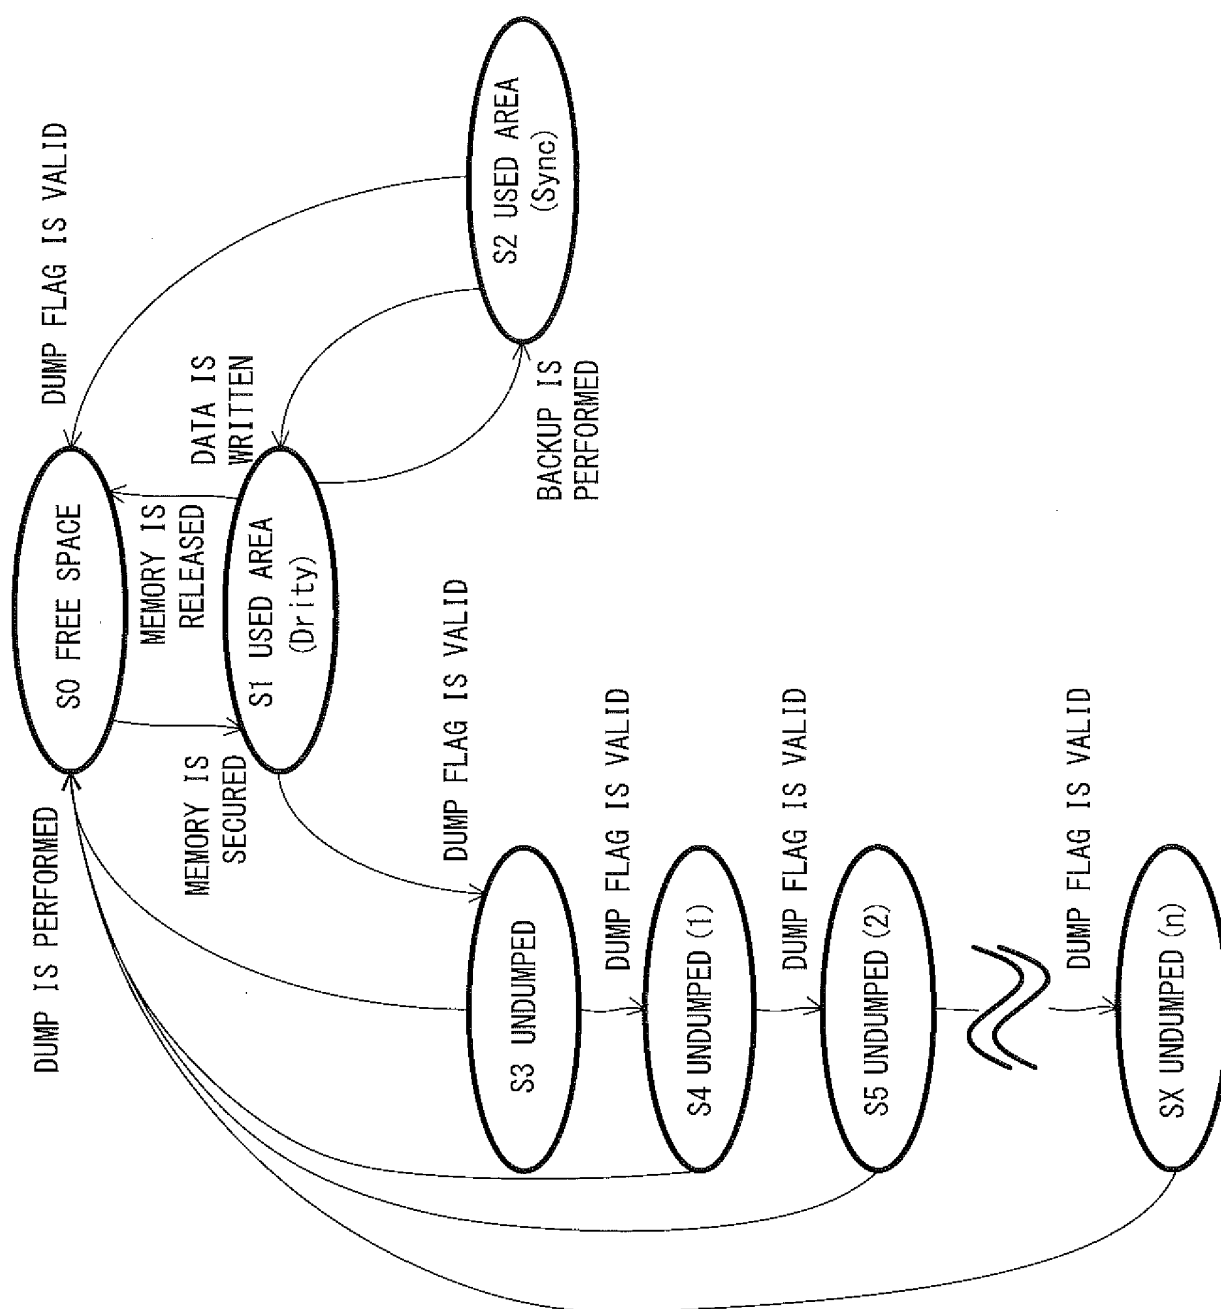 DUMP IS PERFORMED
S0 FREE SPACE
DUMP FLAG IS VALID
MEMORY IS
SECURED
MEMORY IS
RELEASED
DATA IS
WRITTEN
S1 USED AREA
(Drity)
DUMP FLAG IS VALID
S3 UNDUMPED
BACKUP IS
PERFORMED
S2 USED AREA
(Sync)
DUMP FLAG IS VALID
S4 UNDUMPED (1)
DUMP FLAG IS VALID
S5 UNDUMPED (2)
DUMP FLAG IS VALID
SX UNDUMPED (n)